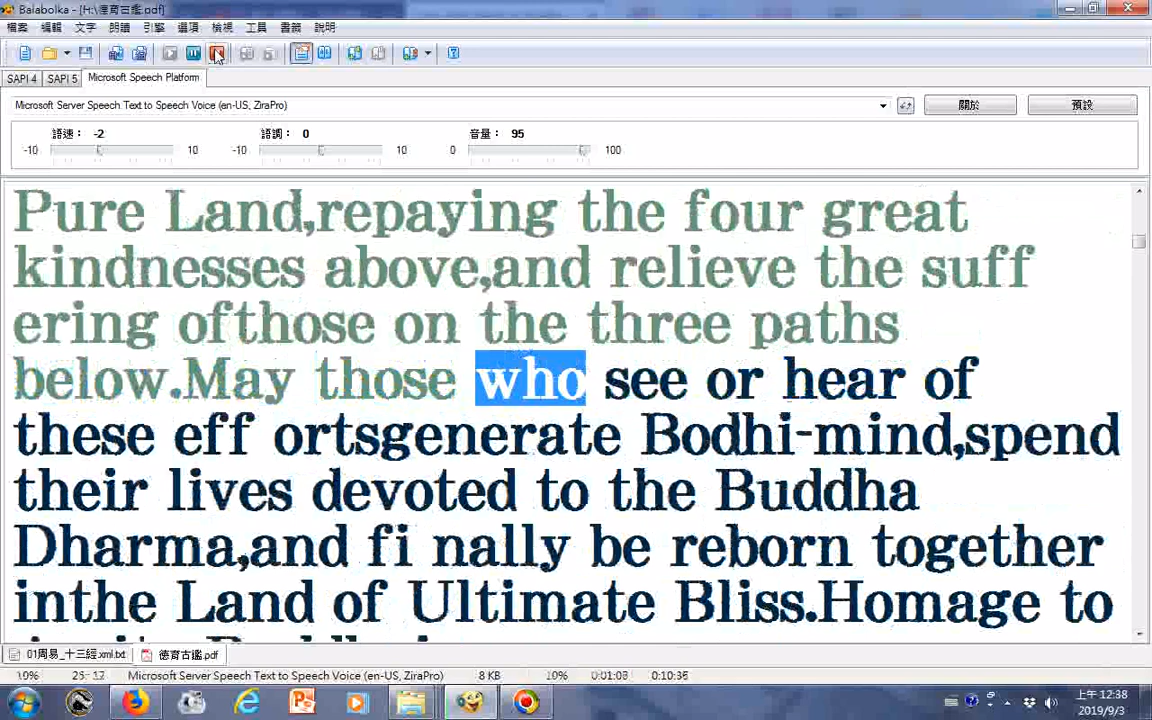 Balabolka - [H:\德育古鑑.pdf]
檔案 編輯 文字 朗讀 引擎 選項 檢視 工具 書籤 說明
SAPI 4 SAPI 5 Microsoft Speech Platform
Microsoft Server Speech Text to Speech Voice (en-US, ZiraPro) 關於 預設
語速： -2 語調： 0 音量： 95
-10 10 -10 10 0 100
Pure Land,repaying the four great
kindnesses above,and relieve the suff
ering ofthose on the three paths
below.May those who see or hear of
these eff ortsgenerate Bodhi-mind,spend
their lives devoted to the Buddha
Dharma,and fi nally be reborn together
inthe Land of Ultimate Bliss.Homage to
01周易_十三經.xml.txt 德育古鑑.pdf
Microsoft Server Speech Text to Speech Voice (en-US, ZiraPro) 8 KB 10% 0:01:03
上午 12:38
2019/9/3